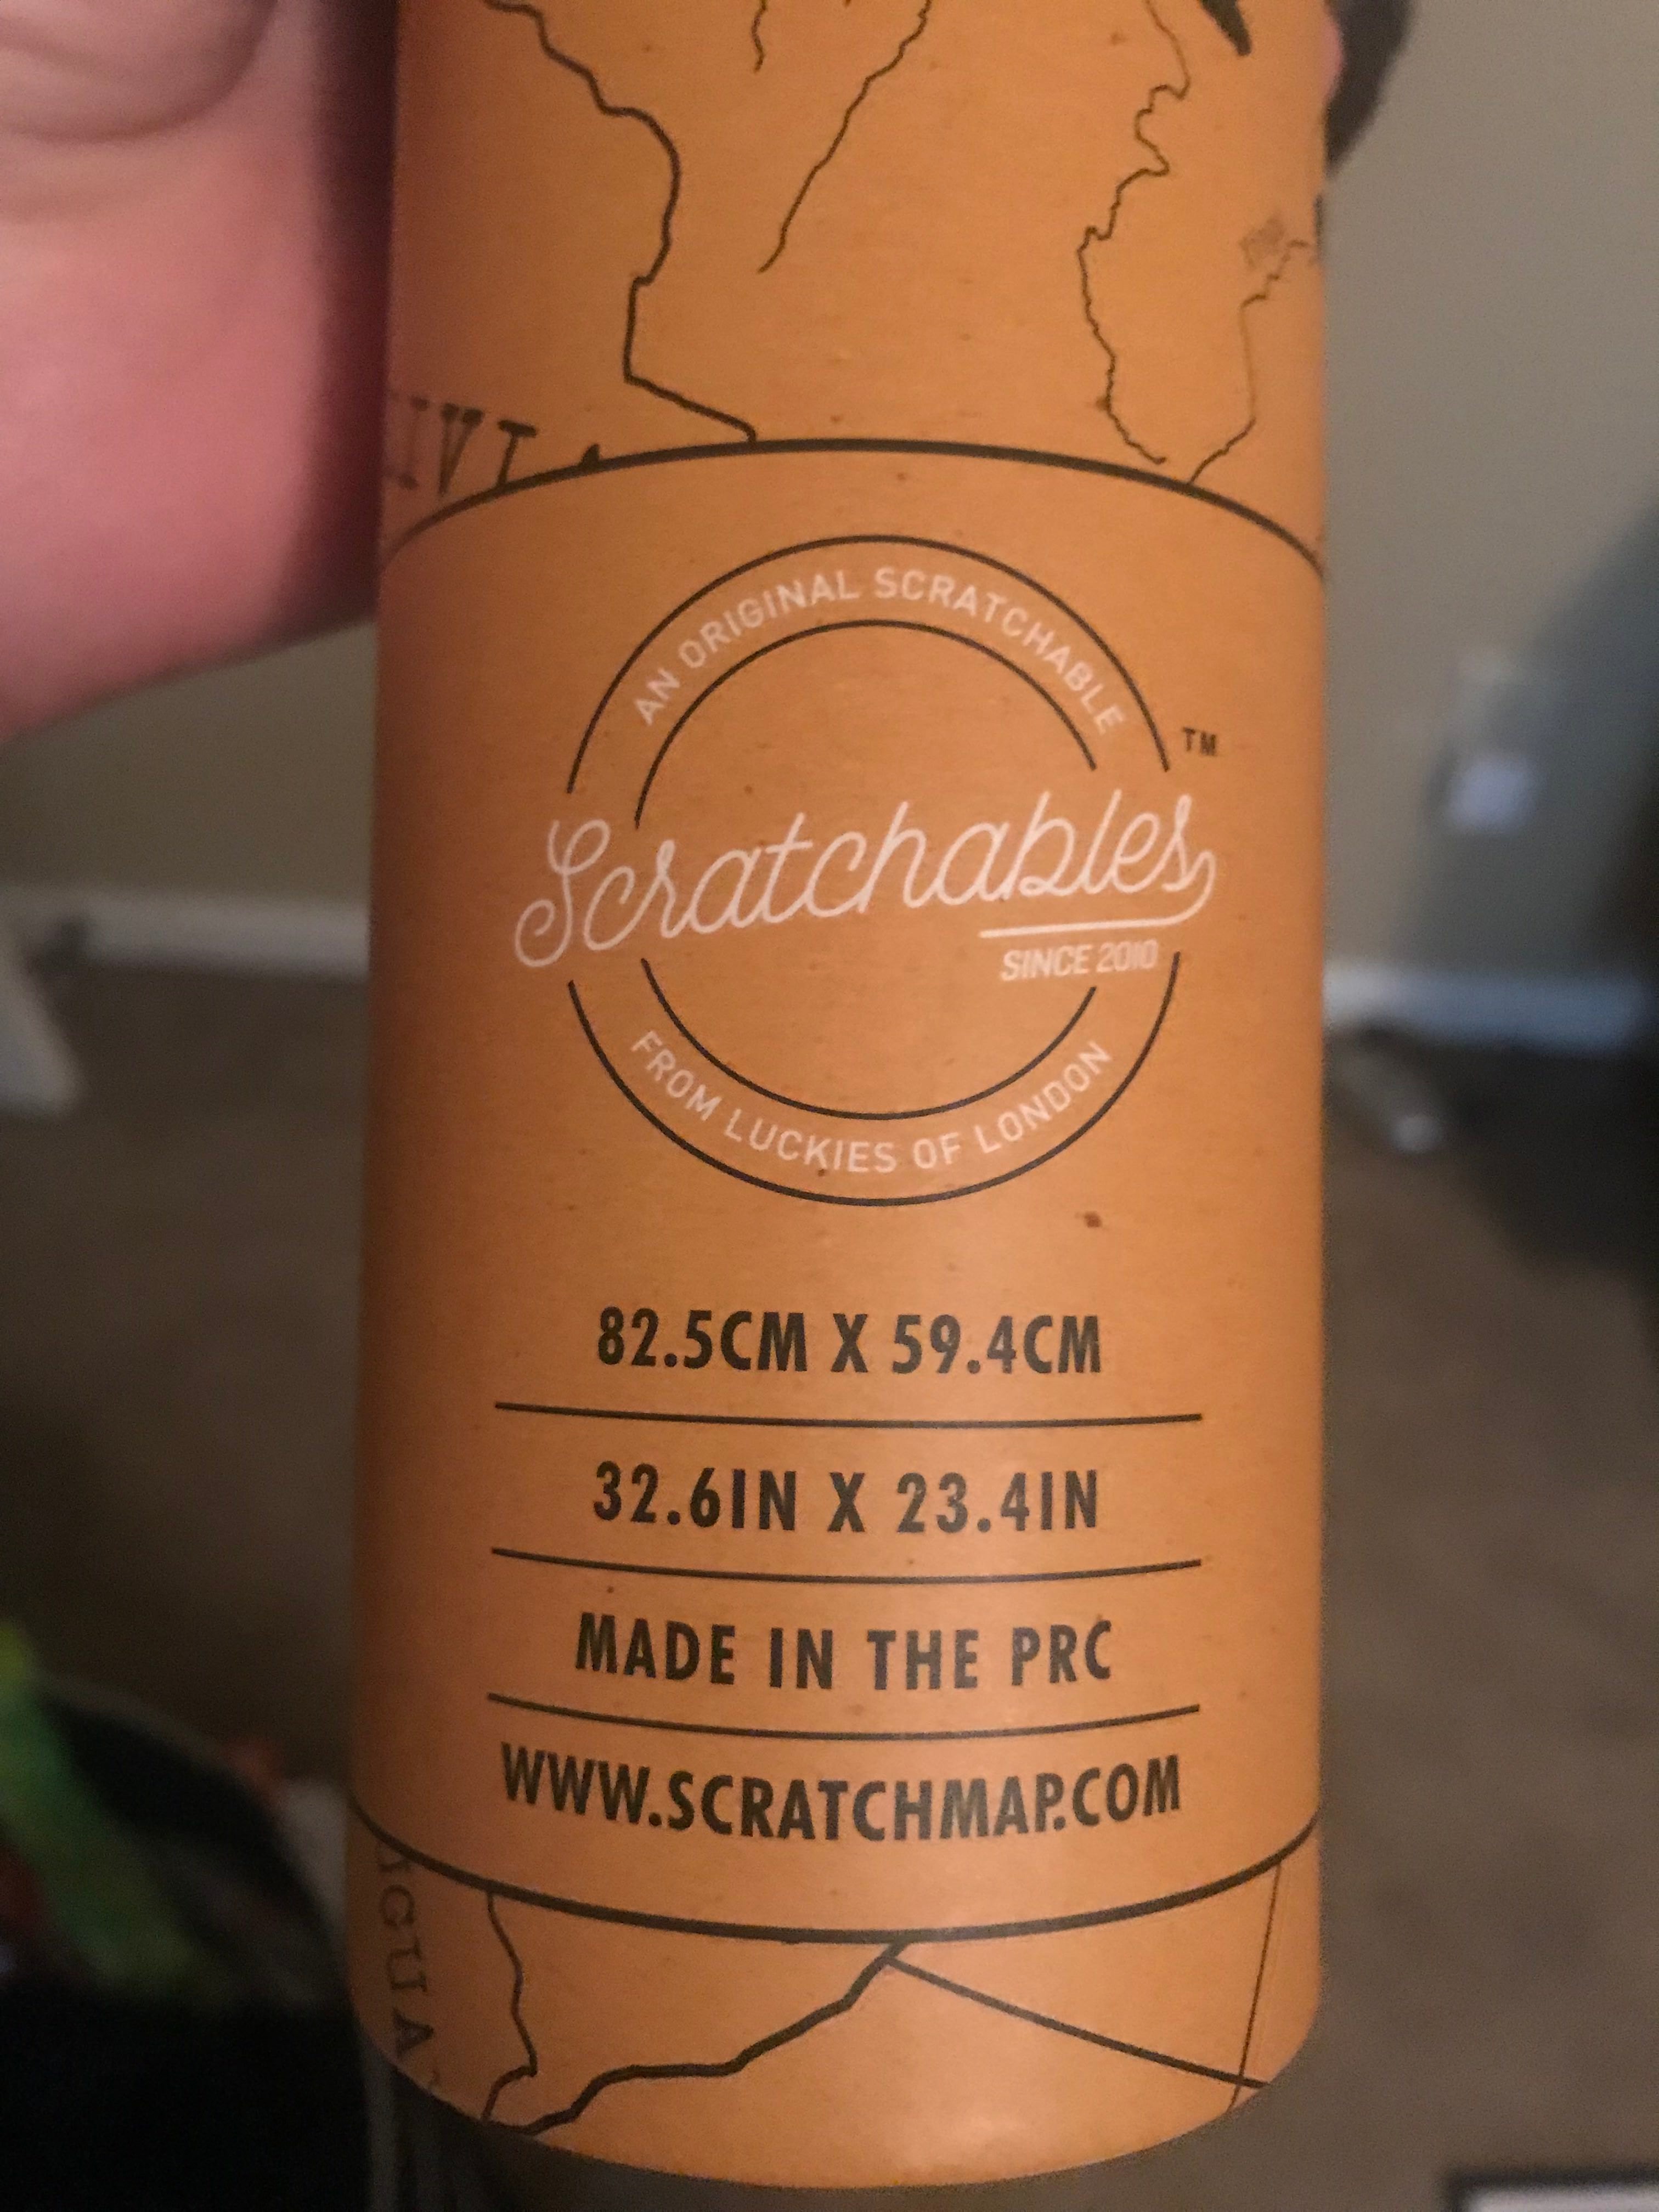 AN ORIGINAL SCRATCHABLE
TM
Scratchables
SINCE 2010
FROM LUCKIES OF LONDON
82.5CM X 59.4CM
32.6IN X 23.4IN
MADE IN THE PRC
WWW.SCRATCHMAP.COM